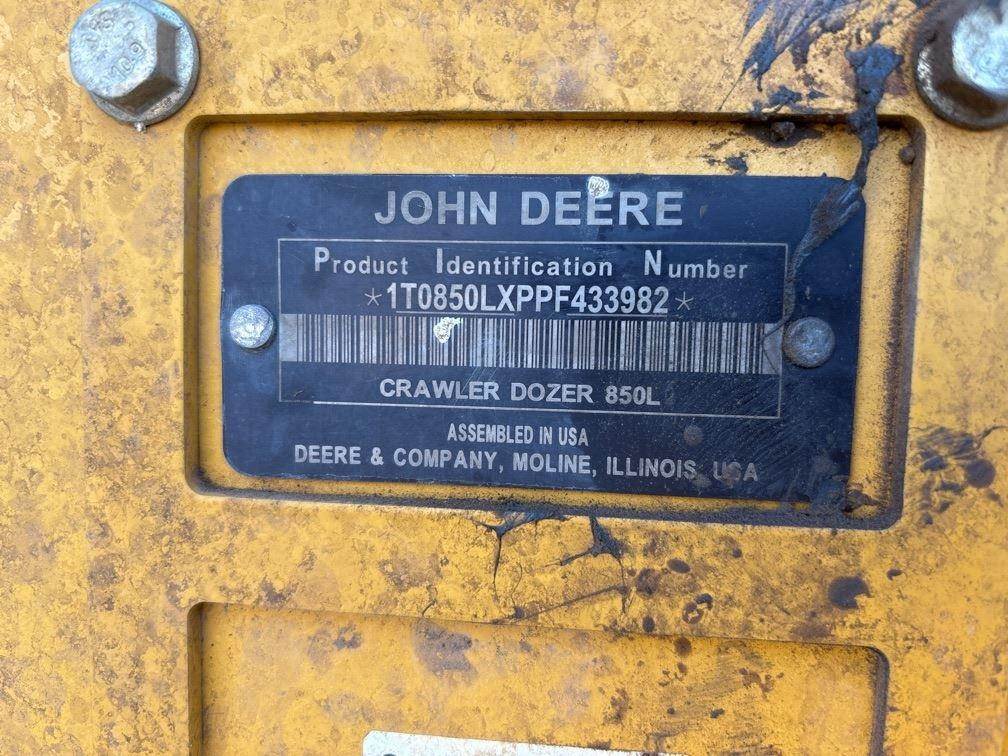 JOHN DEERE
Product Identification Number
*1T0850LXPPF433982*
CRAWLER DOZER 850L
ASSEMBLED IN USA
DEERE & COMPANY, MOLINE, ILLINOIS, USA